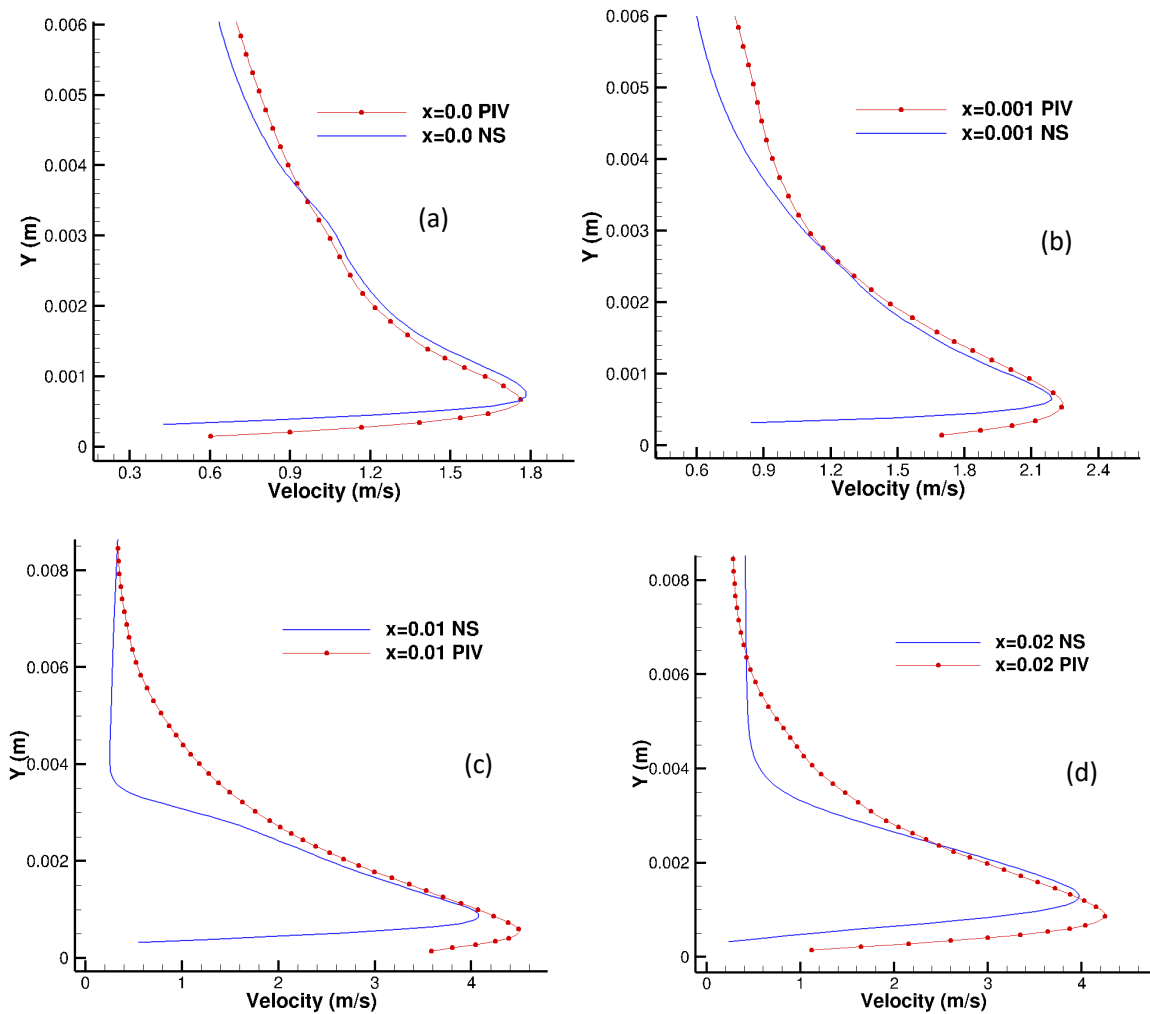 0.006
0.005
0.004
0.003
0.002
0.001
0
Y (m)
x=0.0 PIV
x=0.0 NS
(a)
0.3 0.6 0.9 1.2 1.5 1.8
Velocity (m/s)
0.006
0.005
0.004
0.003
0.002
0.001
0
Y (m)
x=0.001 PIV
x=0.001 NS
(b)
0.6 0.9 1.2 1.5 1.8 2.1 2.4
Velocity (m/s)
0.008
0.006
0.004
0.002
0
Y (m)
x=0.01 NS
x=0.01 PIV
(c)
0 1 2 3 4
Velocity (m/s)
0.008
0.006
0.004
0.002
0
Y (m)
x=0.02 NS
x=0.02 PIV
(d)
0 1 2 3 4
Velocity (m/s)